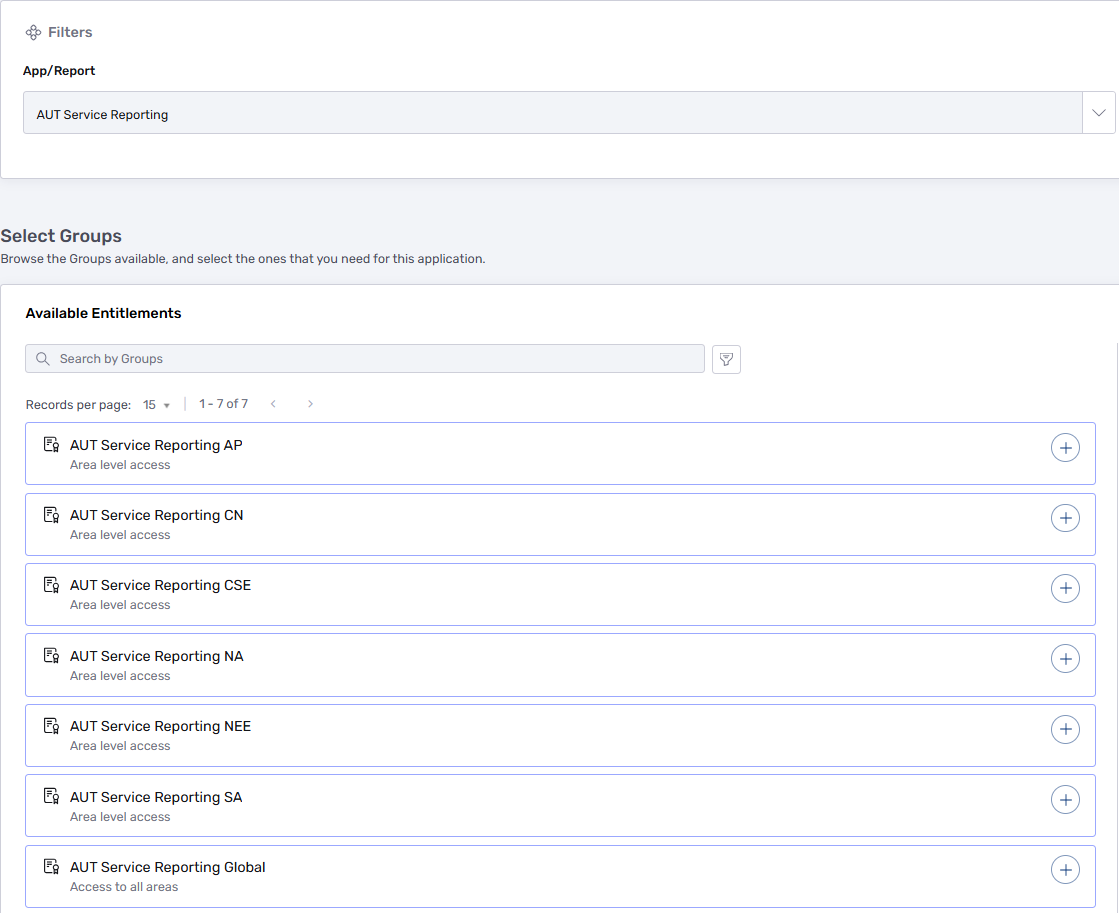 Filters
App/Report
AUT Service Reporting
Select Groups
Browse the Groups available, and select the ones that you need for this application.
Available Entitlements
Search by Groups
Records per page: 15 1 - 7 of 7
AUT Service Reporting AP
Area level access
AUT Service Reporting CN
Area level access
AUT Service Reporting CSE
Area level access
AUT Service Reporting NA
Area level access
AUT Service Reporting NEE
Area level access
AUT Service Reporting SA
Area level access
AUT Service Reporting Global
Access to all areas